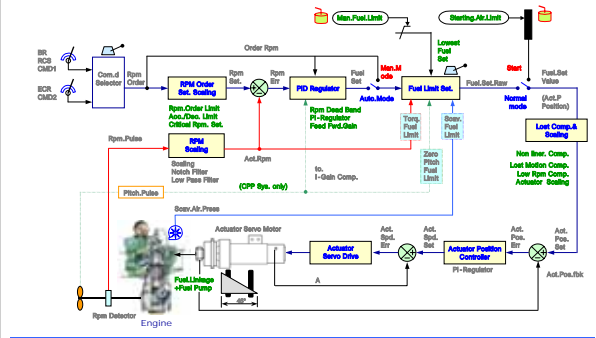 Man.Fuel.Limit
Starting.Air.Limit
BR
RCS
CMD1
ECR
CMD2
Com.d
Selector
Rpm
Order
Order Rpm
RPM Order
Set. Scaling
Rpm.Order Limit
Acc./Dec. Limit
Critical Rpm. Set.
Rpm
Set.
Rpm
Err
PID Regulator
Rpm Dead Band
PI-Regulator
Feed Fwd.Gain
Fuel
Set
Man.M
ode
Auto.Mode
Lowest
Fuel
Set
Fuel Limit Set.
Fuel.Set.Raw
Start
Normal
mode
Fuel.Set
Value
(Act.P
Position)
Torq.
Fuel
Limit
Scav.
Fuel
Limit
Zero
Pitch
Fuel
Limit
Lost Comp.&
Scaling
Non liner. Comp.
Lost Motion Comp.
Low Rpm Comp.
Actuator Scaling
Rpm.Pulse
RPM
Scaling
Scaling
Notch Filter
Low Pass Filter
Act.Rpm
to.
I-Gain Comp.
Pitch.Pulse
(CPP Sys. only)
Scav.Air.Press
Actuator Servo Motor
Actuator
Servo Drive
Act.
Spd.
Err
Act.
Spd.
Set
Actuator Position
Controller
PI-Regulator
Act.
Pos.
Err
Act.
Pos.
Set
Act.Pos.fbk
A
Fuel.Linkage
+Fuel Pump
45°
Rpm Detector
Engine